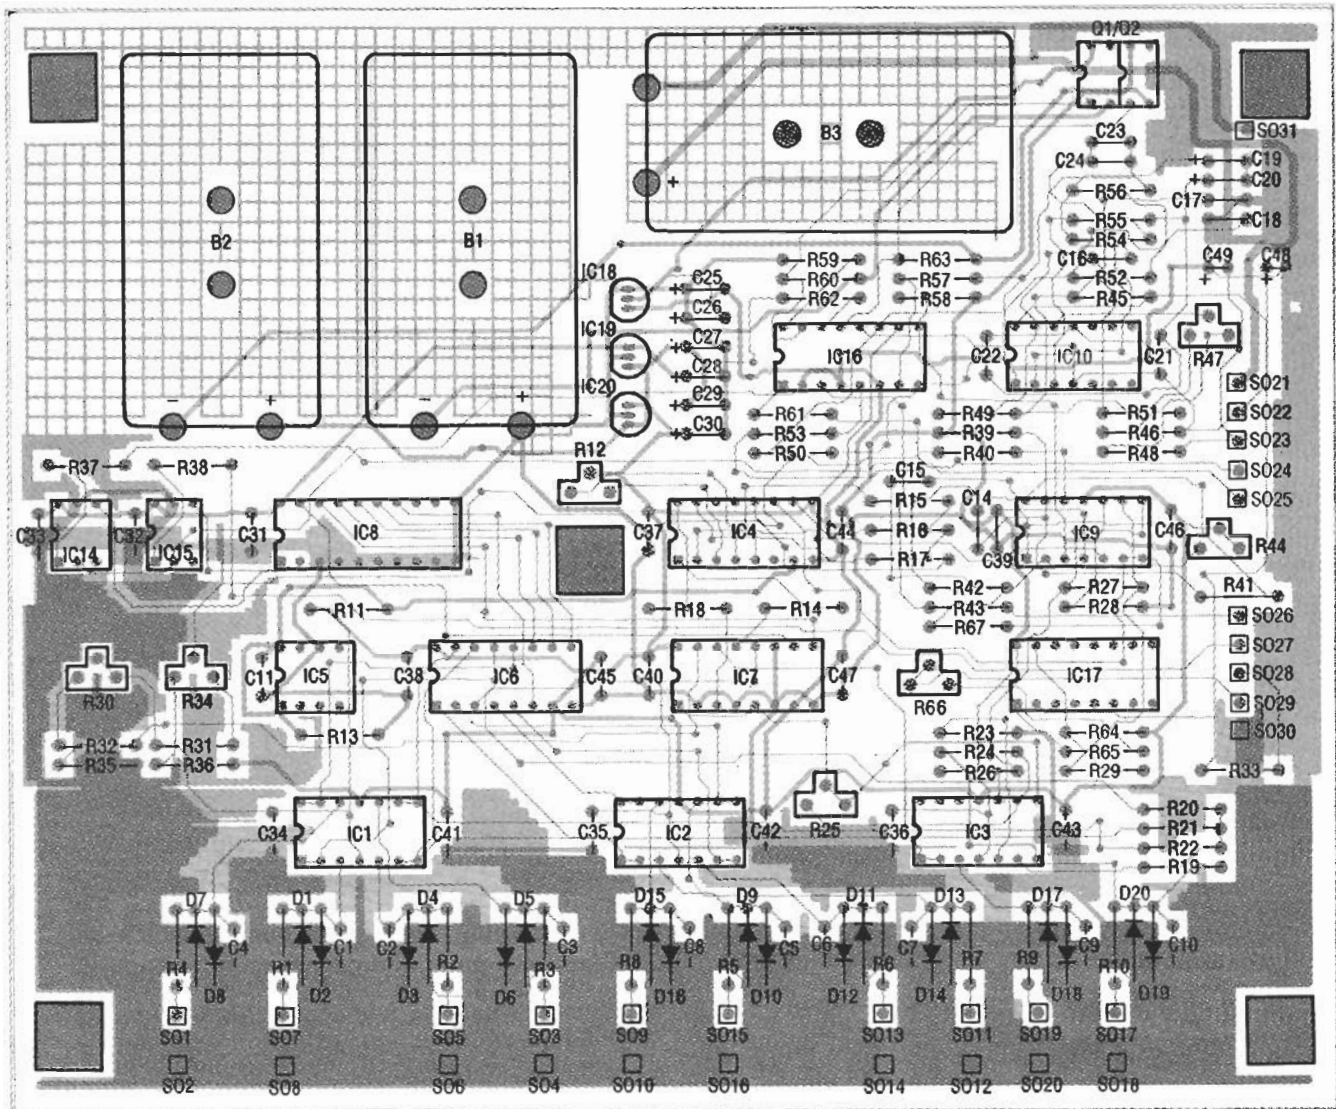 Q1/Q2
SO31
C23
C24
C19
C20
C17
C18
B3
R56
R55
R54
B2
B1
IC18
C25
R59
R63
C16
C49
C48
R60
R57
R52
R62
R58
R45
C26
IC19
C27
IC16
C22
IC10
C21
R47
C28
IC20
C29
SO21
C30
R61
R49
R51
SO22
R53
R39
R46
SO23
R50
R40
R48
R12
R37
R38
SO24
C15
SO25
R15
C14
C33
IC14
C32
IC15
C31
IC8
C37
IC4
C44
R16
C39
IC9
C46
R44
R17
R11
R18
R14
R42
R27
R41
R43
R28
SO26
R67
SO27
R30
R34
C11
IC5
C38
IC6
C45
C40
IC7
C47
R66
IC17
SO28
SO29
R32
R31
R13
R23
R64
SO30
R35
R36
R24
R65
R26
R29
R33
R25
R20
C34
IC1
C41
C35
IC2
C42
C36
IC3
C43
R21
R22
R19
D7
D1
D4
D5
D15
D9
D11
D13
D17
D20
C4
C1
C2
C3
C8
C5
C6
C7
C9
C10
R4
R1
R2
R3
R8
R5
R6
R7
R9
R10
D8
D2
D3
D6
D16
D10
D12
D14
D18
D19
SO1
SO7
SO5
SO3
SO9
SO15
SO13
SO11
SO19
SO17
SO2
SO8
SO6
SO4
SO10
SO16
SO14
SO12
SO20
SO18